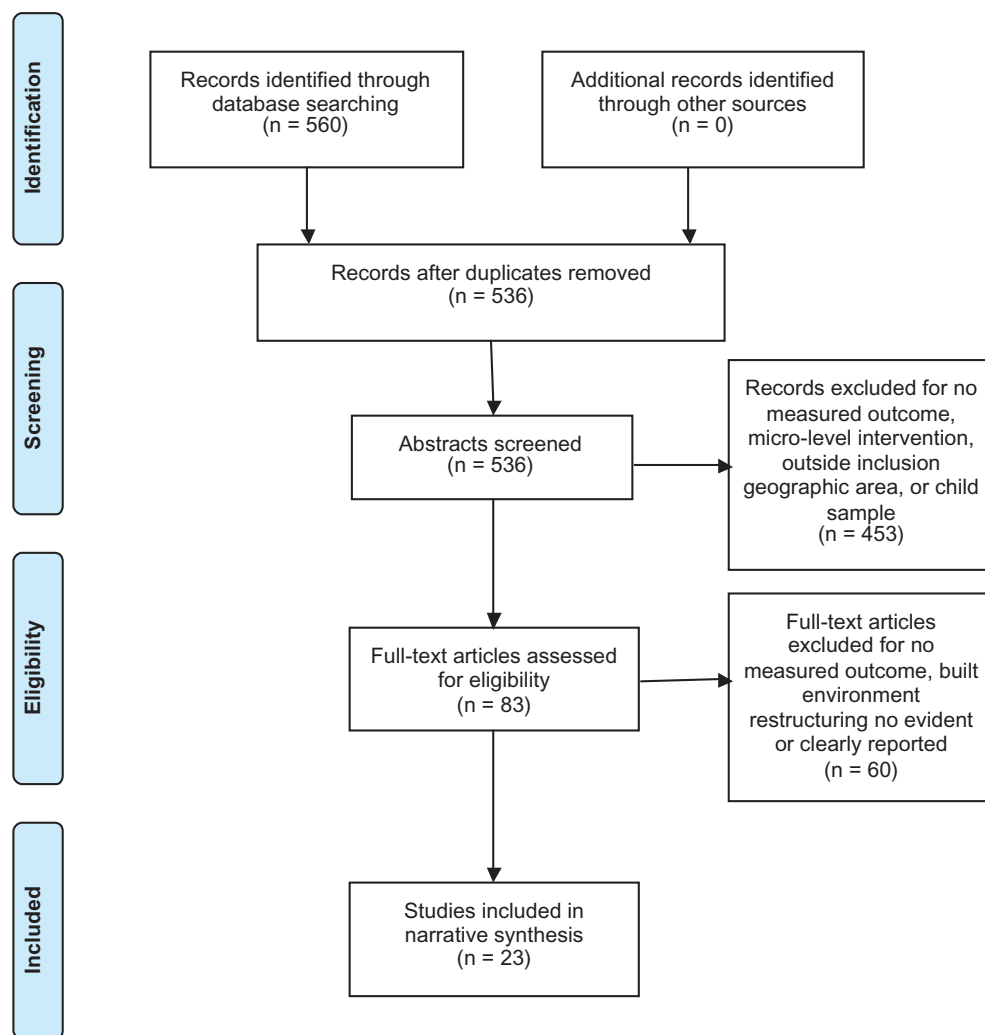 Identification
Records identified through
database searching
(n = 560)
Additional records identified
through other sources
(n = 0)
Records after duplicates removed
(n = 536)
Screening
Abstracts screened
(n = 536)
Records excluded for no
measured outcome,
micro-level intervention,
outside inclusion
geographic area, or child
sample
(n = 453)
Eligibility
Full-text articles assessed
for eligibility
(n = 83)
Full-text articles
excluded for no
measured outcome, built
environment
restructuring no evident
or clearly reported
(n = 60)
Included
Studies included in
narrative synthesis
(n = 23)